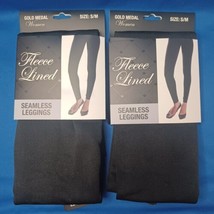 GOLD MEDAL
Women
SIZE: S/M
Fleece
Lined
SEAMLESS
LEGGINGS
GOLD MEDAL
Women
SIZE: S/M
Fleece
Lined
SEAMLESS
LEGGINGS